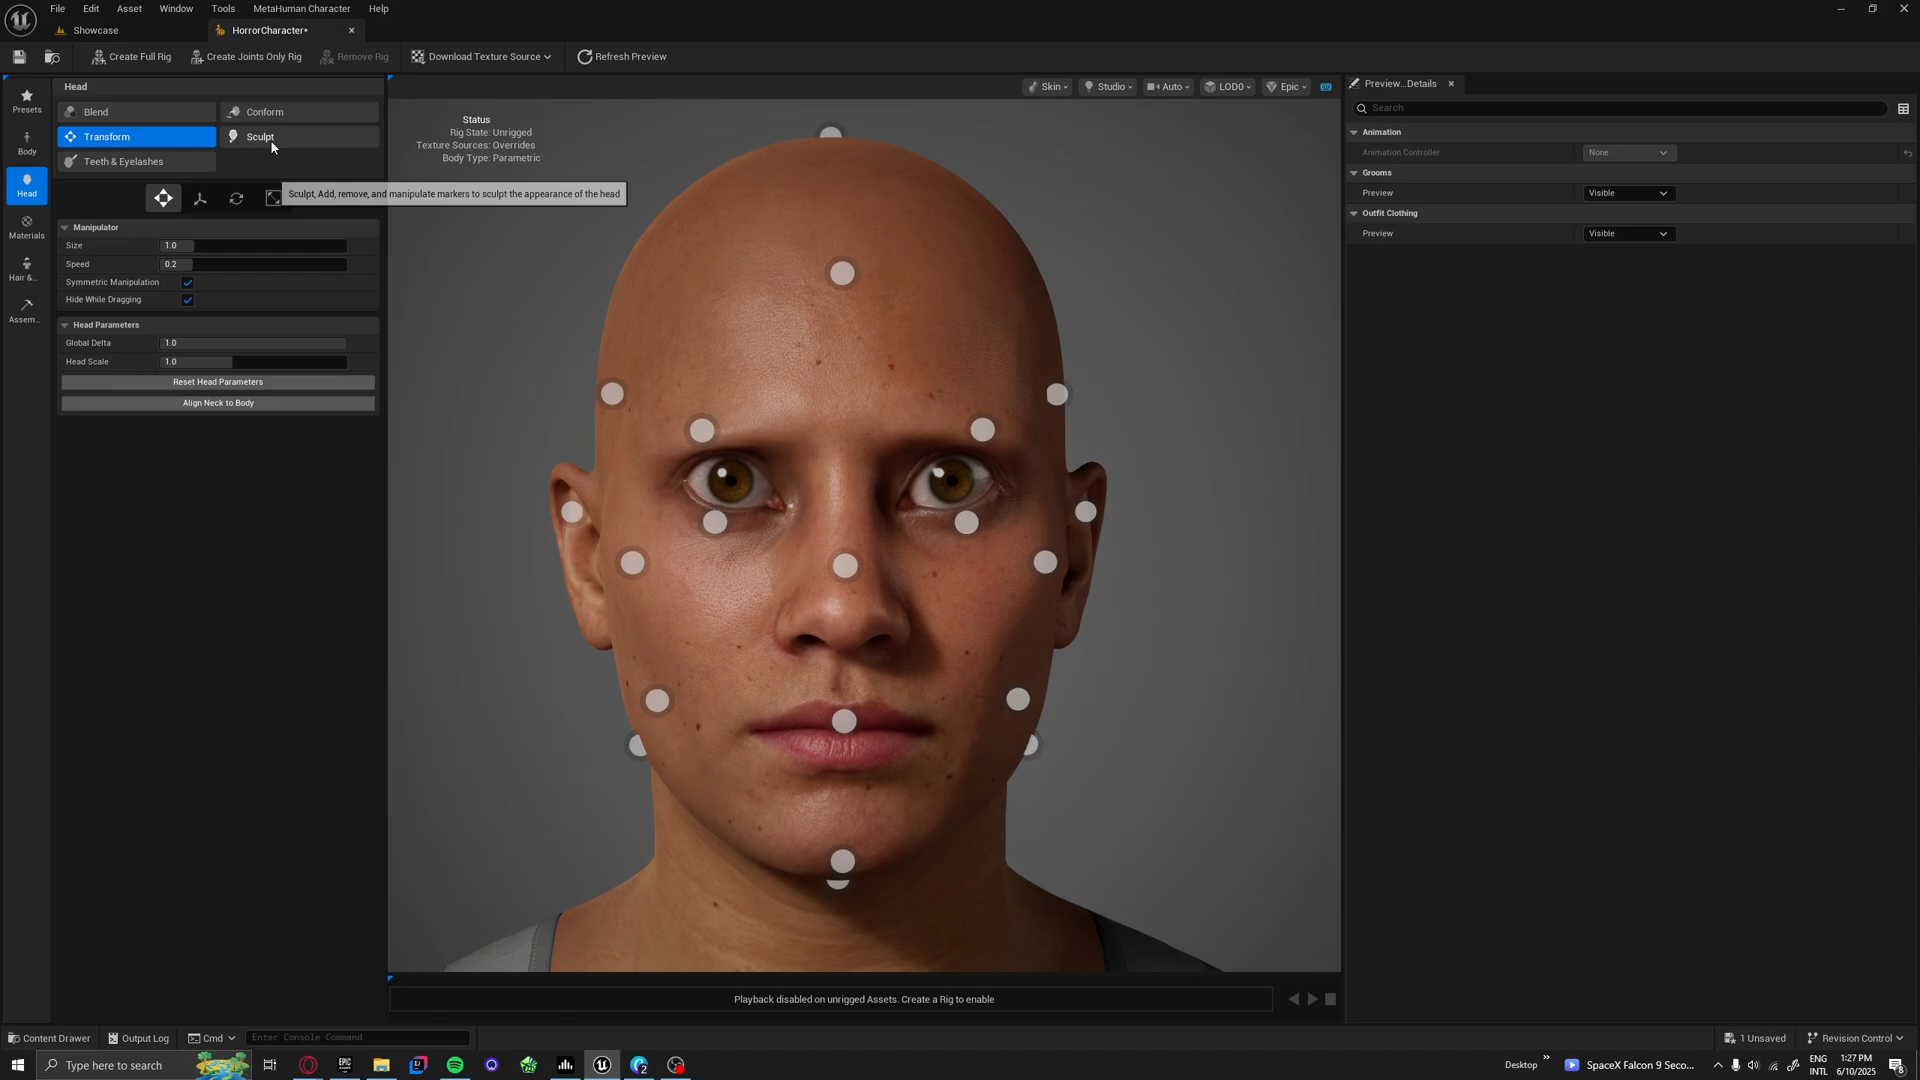 File Edit Asset Window Tools MetaHuman Character Help
Showcase HorrorCharacter•
Create Full Rig Create Joints Only Rig Remove Rig Download Texture Source Refresh Preview
Head
Presets
Body
Head
Materials
Hair &...
Assem...
Blend Conform
Transform Sculpt
Teeth & Eyelashes
Sculpt, Add, remove, and manipulate markers to sculpt the appearance of the head
Manipulator
Size 1.0
Speed 0.2
Symmetric Manipulation
Hide While Dragging
Head Parameters
Global Delta 1.0
Head Scale 1.0
Reset Head Parameters
Align Neck to Body
Skin Studio Auto LOD0 Epic
Status
Rig State: Unrigged
Texture Sources: Overrides
Body Type: Parametric
Playback disabled on unrigged Assets. Create a Rig to enable
Preview...Details
Search
Animation
Animation Controller None
Grooms
Preview Visible
Outfit Clothing
Preview Visible
Content Drawer Output Log Cmd Enter Console Command 1 Unsaved Revision Control
Type here to search
Desktop » SpaceX Falcon 9 Seco...
ENG
INTL
1:27 PM
6/10/2025
8